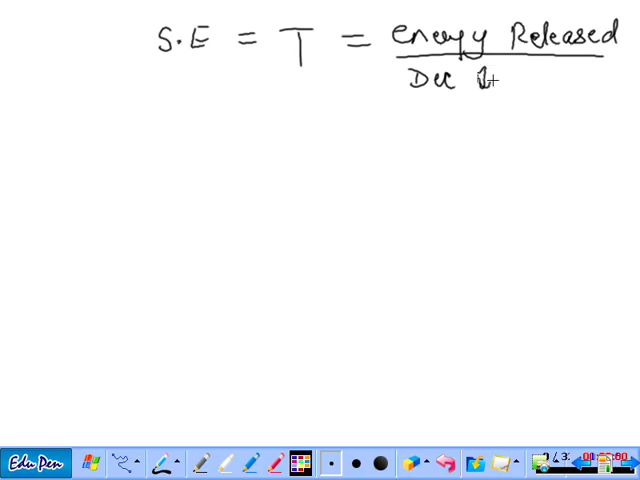 S.E = T = Energy Released
Dec
Edu Pen